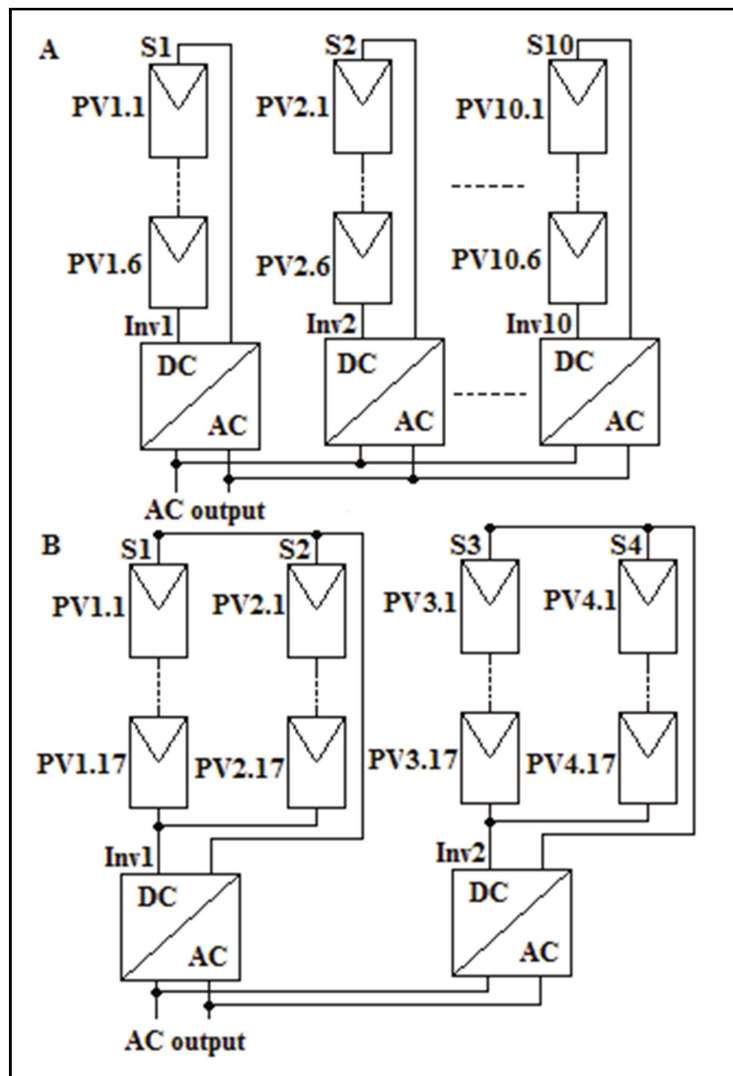 A
S1
S2
S10
PV1.1
PV2.1
PV10.1
PV1.6
PV2.6
PV10.6
Inv1
Inv2
Inv10
DC
AC
DC
AC
DC
AC
AC output
B
S1
S2
S3
S4
PV1.1
PV2.1
PV3.1
PV4.1
PV1.17
PV2.17
PV3.17
PV4.17
Inv1
Inv2
DC
AC
DC
AC
AC output